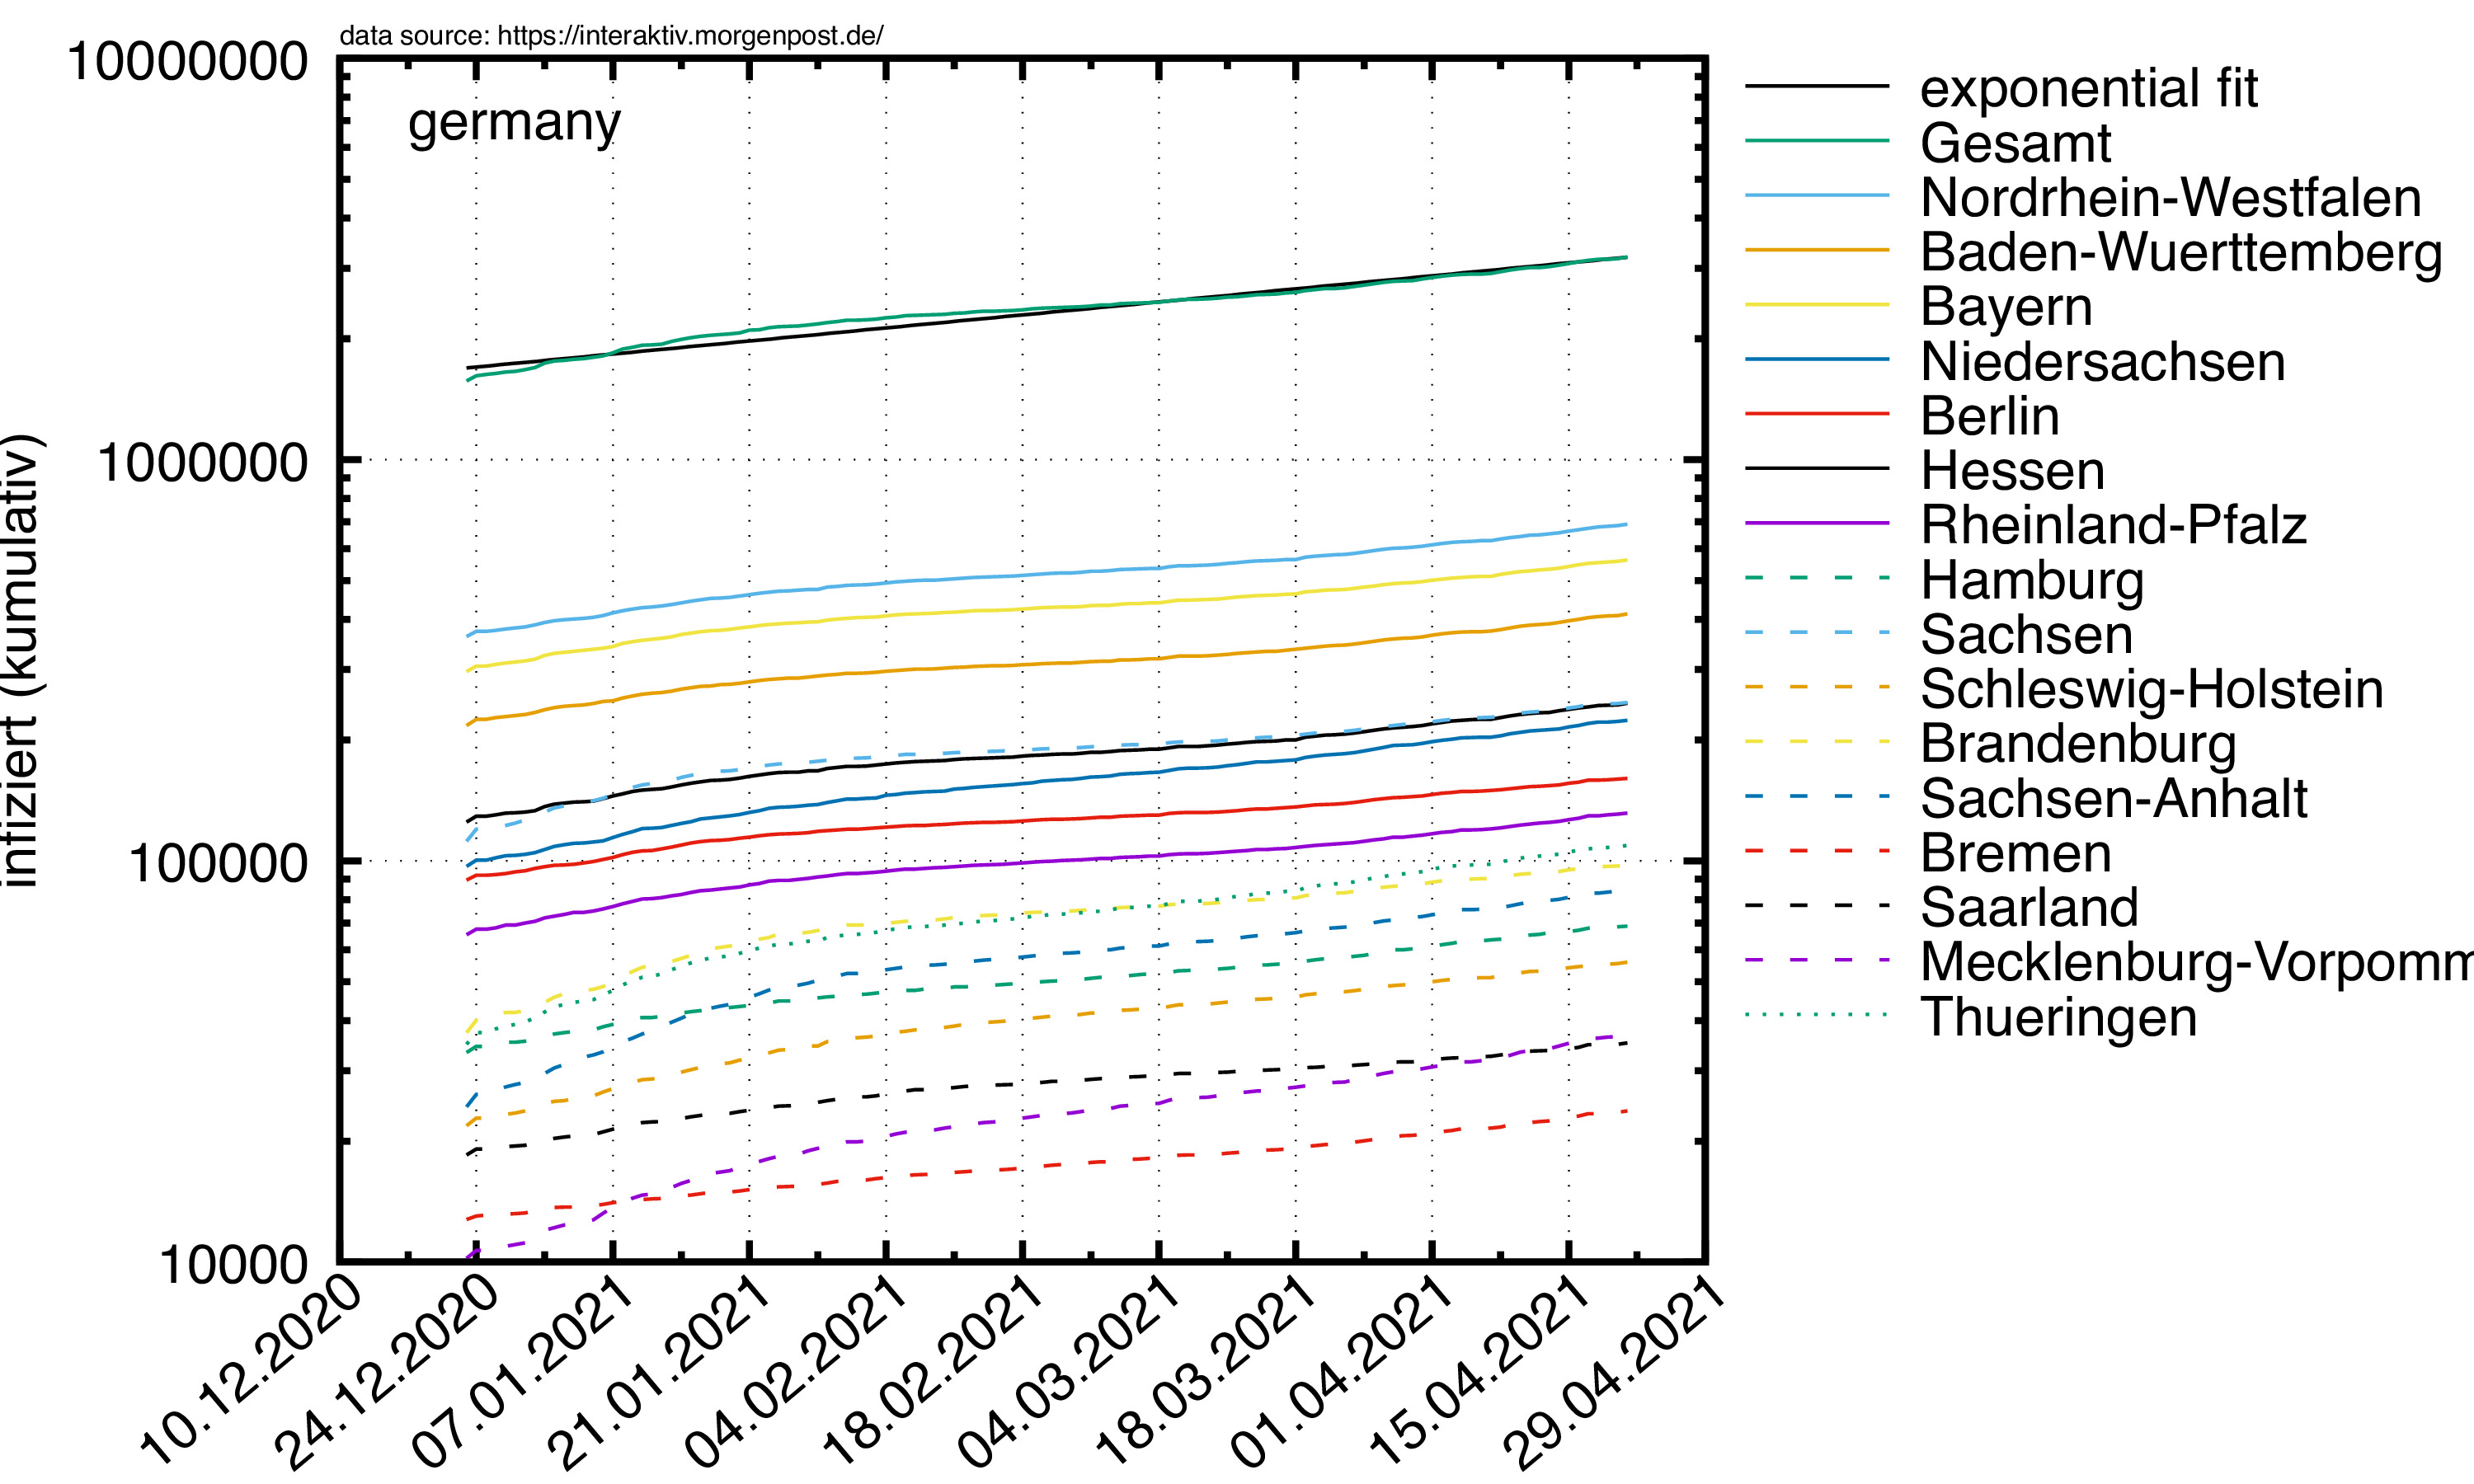 data source: https://interaktiv.morgenpost.de/
10000000
1000000
100000
10000
infiziert (kumulativ)
germany
10.12.2020
24.12.2020
07.01.2021
21.01.2021
04.02.2021
18.02.2021
04.03.2021
18.03.2021
01.04.2021
15.04.2021
29.04.2021
exponential fit
Gesamt
Nordrhein-Westfalen
Baden-Wuerttemberg
Bayern
Niedersachsen
Berlin
Hessen
Rheinland-Pfalz
Hamburg
Sachsen
Schleswig-Holstein
Brandenburg
Sachsen-Anhalt
Bremen
Saarland
Mecklenburg-Vorpomm
Thueringen